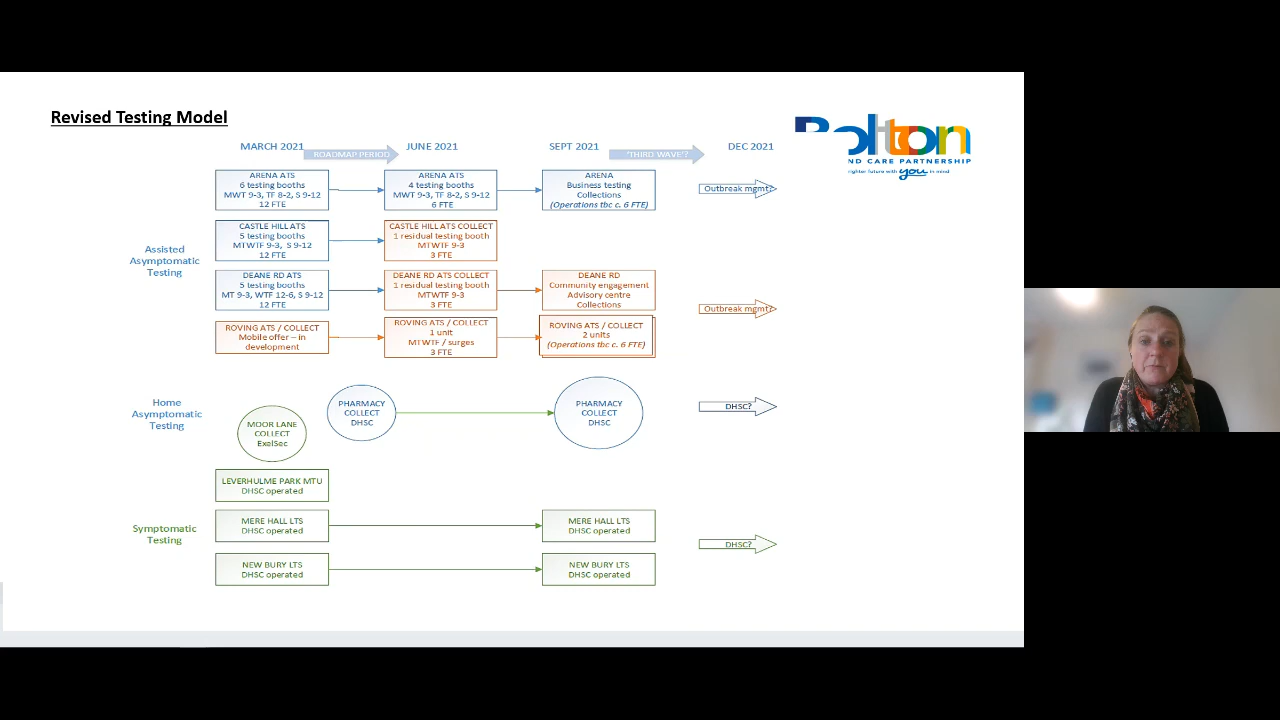 Revised Testing Model
Bolton
ND CARE PARTNERSHIP
righter future with you in mind
MARCH 2021
ROADMAP PERIOD
JUNE 2021
SEPT 2021
'THIRD WAVE'?
DEC 2021
Assisted
Asymptomatic
Testing
ARENA ATS
6 testing booths
MWT 9-3, TF 8-2, S 9-12
12 FTE
ARENA ATS
4 testing booths
MWT 9-3, TF 8-2, S 9-12
6 FTE
ARENA
Business testing
Collections
(Operations tbc c. 6 FTE)
Outbreak mgmt?
CASTLE HILL ATS
5 testing booths
MTWTF 9-3, S 9-12
12 FTE
CASTLE HILL ATS COLLECT
1 residual testing booth
MTWTF 9-3
3 FTE
DEANE RD ATS
5 testing booths
MT 9-3, WTF 12-6, S 9-12
12 FTE
DEANE RD ATS COLLECT
1 residual testing booth
MTWTF 9-3
3 FTE
DEANE RD
Community engagement
Advisory centre
Collections
Outbreak mgmt?
ROVING ATS / COLLECT
Mobile offer – in
development
ROVING ATS / COLLECT
1 unit
MTWTF / surges
3 FTE
ROVING ATS / COLLECT
2 units
(Operations tbc c. 6 FTE)
Home
Asymptomatic
Testing
MOOR LANE
COLLECT
ExelSec
PHARMACY
COLLECT
DHSC
PHARMACY
COLLECT
DHSC
DHSC?
Symptomatic
Testing
LEVERHULME PARK MTU
DHSC operated
MERE HALL LTS
DHSC operated
MERE HALL LTS
DHSC operated
NEW BURY LTS
DHSC operated
NEW BURY LTS
DHSC operated
DHSC?